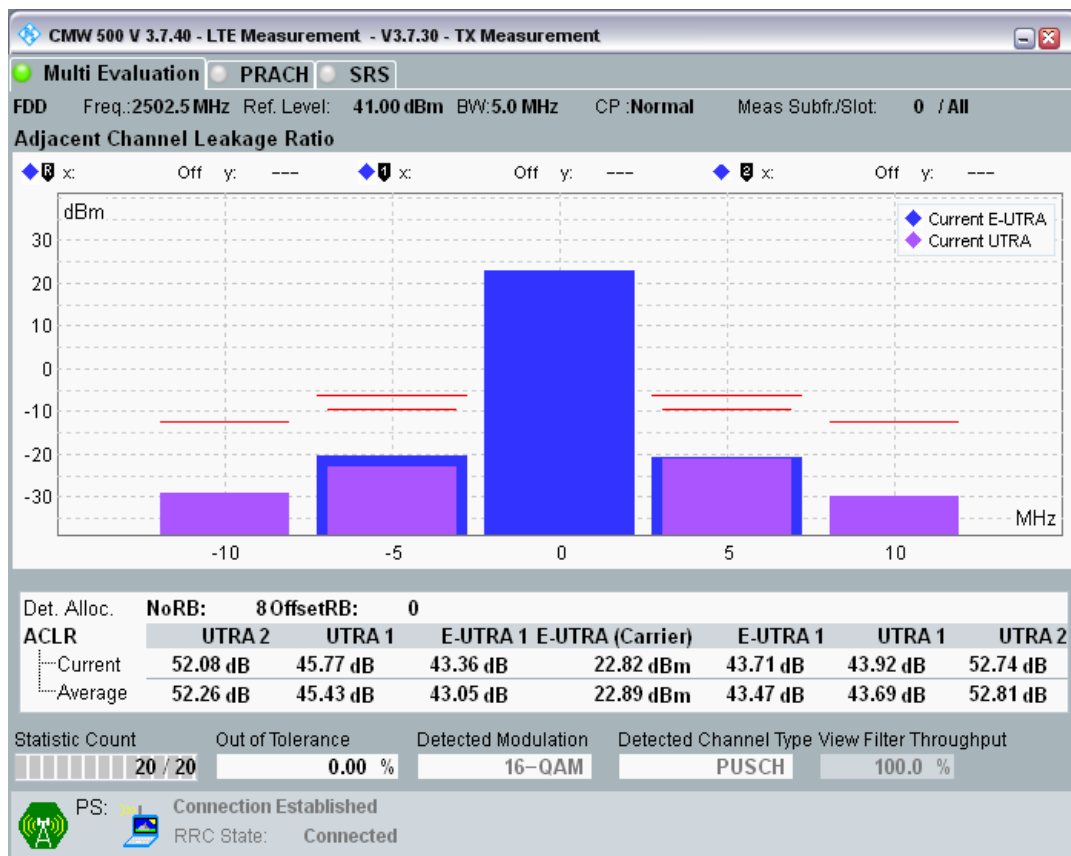 CMW 500 V 3.7.40 - LTE Measurement - V3.7.30 - TX Measurement
Multi Evaluation PRACH SRS
FDD Freq.:2502.5 MHz Ref. Level: 41.00 dBm BW:5.0 MHz CP :Normal Meas Subfr./Slot: 0 / All
Adjacent Channel Leakage Ratio
R x: Off y: --- 1 x: Off y: --- 2 x: Off y: ---
dBm
Current E-UTRA
Current UTRA
30
20
10
0
-10
-20
-30
MHz
-10 -5 0 5 10
Det. Alloc. NoRB: 8 OffsetRB: 0
ACLR UTRA 2 UTRA 1 E-UTRA 1 E-UTRA (Carrier) E-UTRA 1 UTRA 1 UTRA 2
Current 52.08 dB 45.77 dB 43.36 dB 22.82 dBm 43.71 dB 43.92 dB 52.74 dB
Average 52.26 dB 45.43 dB 43.05 dB 22.89 dBm 43.47 dB 43.69 dB 52.81 dB
Statistic Count Out of Tolerance Detected Modulation Detected Channel Type View Filter Throughput
20 / 20 0.00 % 16-QAM PUSCH 100.0 %
PS: Connection Established
RRC State: Connected